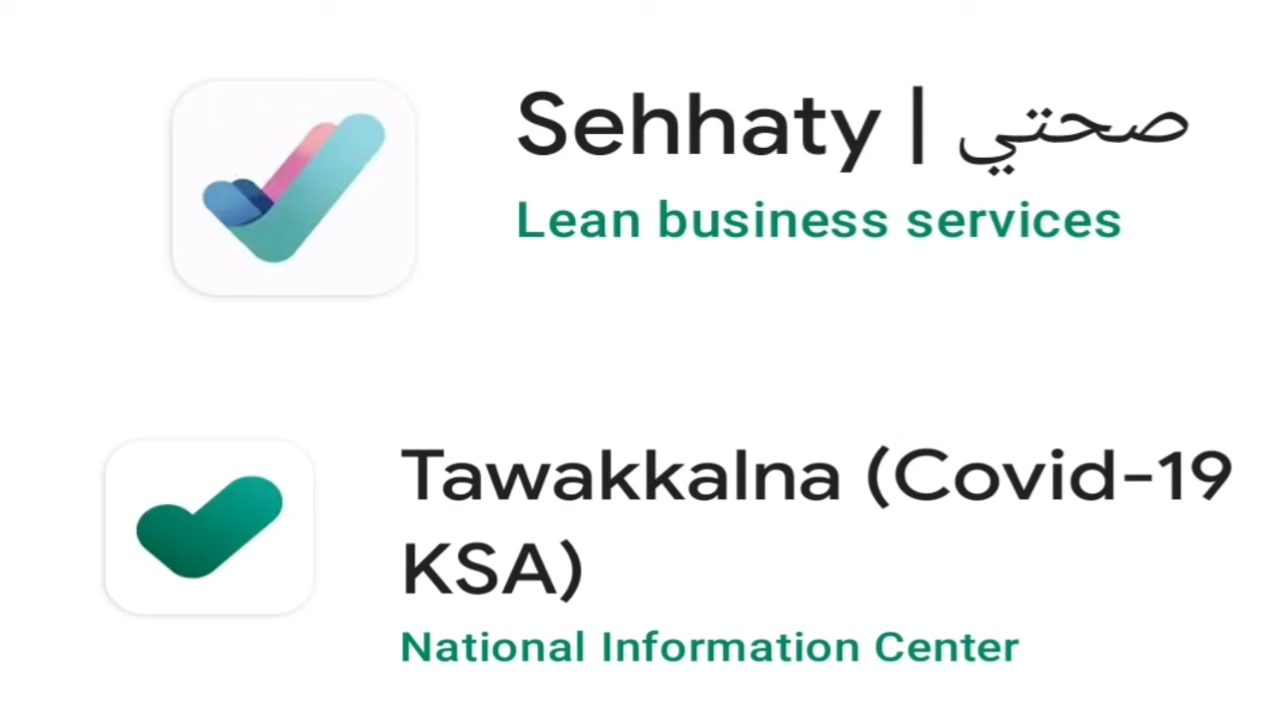 Sehhaty | صحتي
Lean business services
Tawakkalna (Covid-19
KSA)
National Information Center